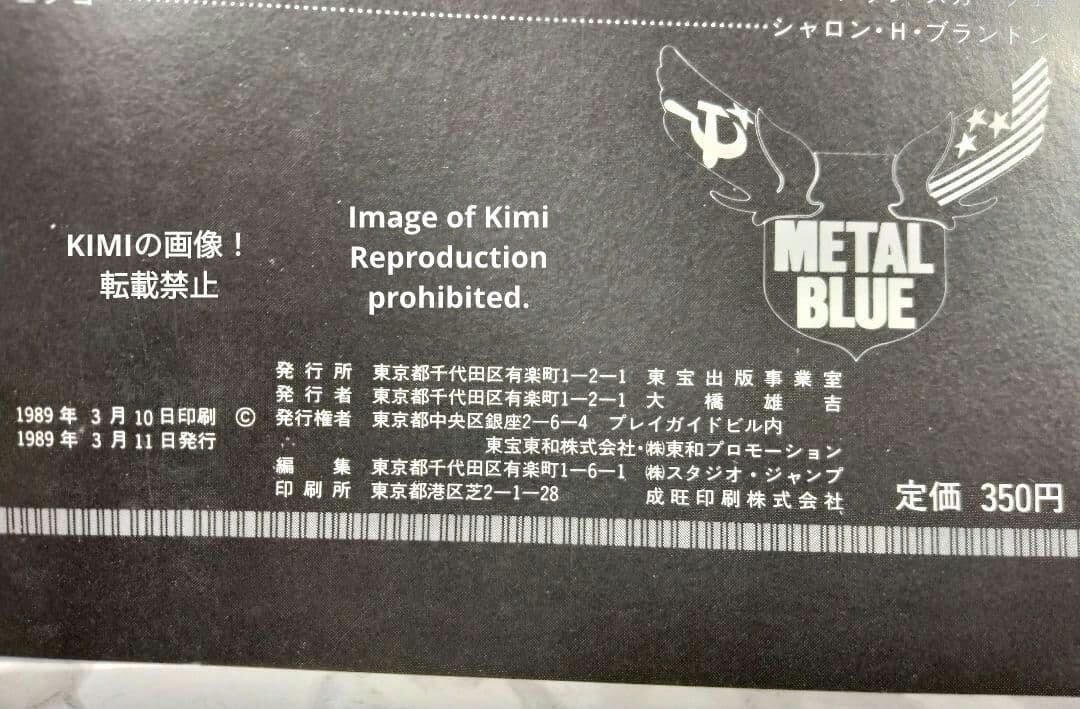 シャロン・H・ブラントン
METAL
BLUE
KIMIの画像！
転載禁止
Image of Kimi
Reproduction
prohibited.
1989年 3月10日印刷
1989年 3月11日発行
©
発行所 東京都千代田区有楽町1―2―1 東宝出版事業室
発行者 東京都千代田区有楽町1―2―1 大橋雄吉
発行権者 東京都中央区銀座2―6―4 プレイガイドビル内
東宝東和株式会社・㈱東和プロモーション
編集 東京都千代田区有楽町1―6―1 ㈱スタジオ・ジャンプ
印刷所 東京都港区芝2―1―28 成旺印刷株式会社
定価 350円